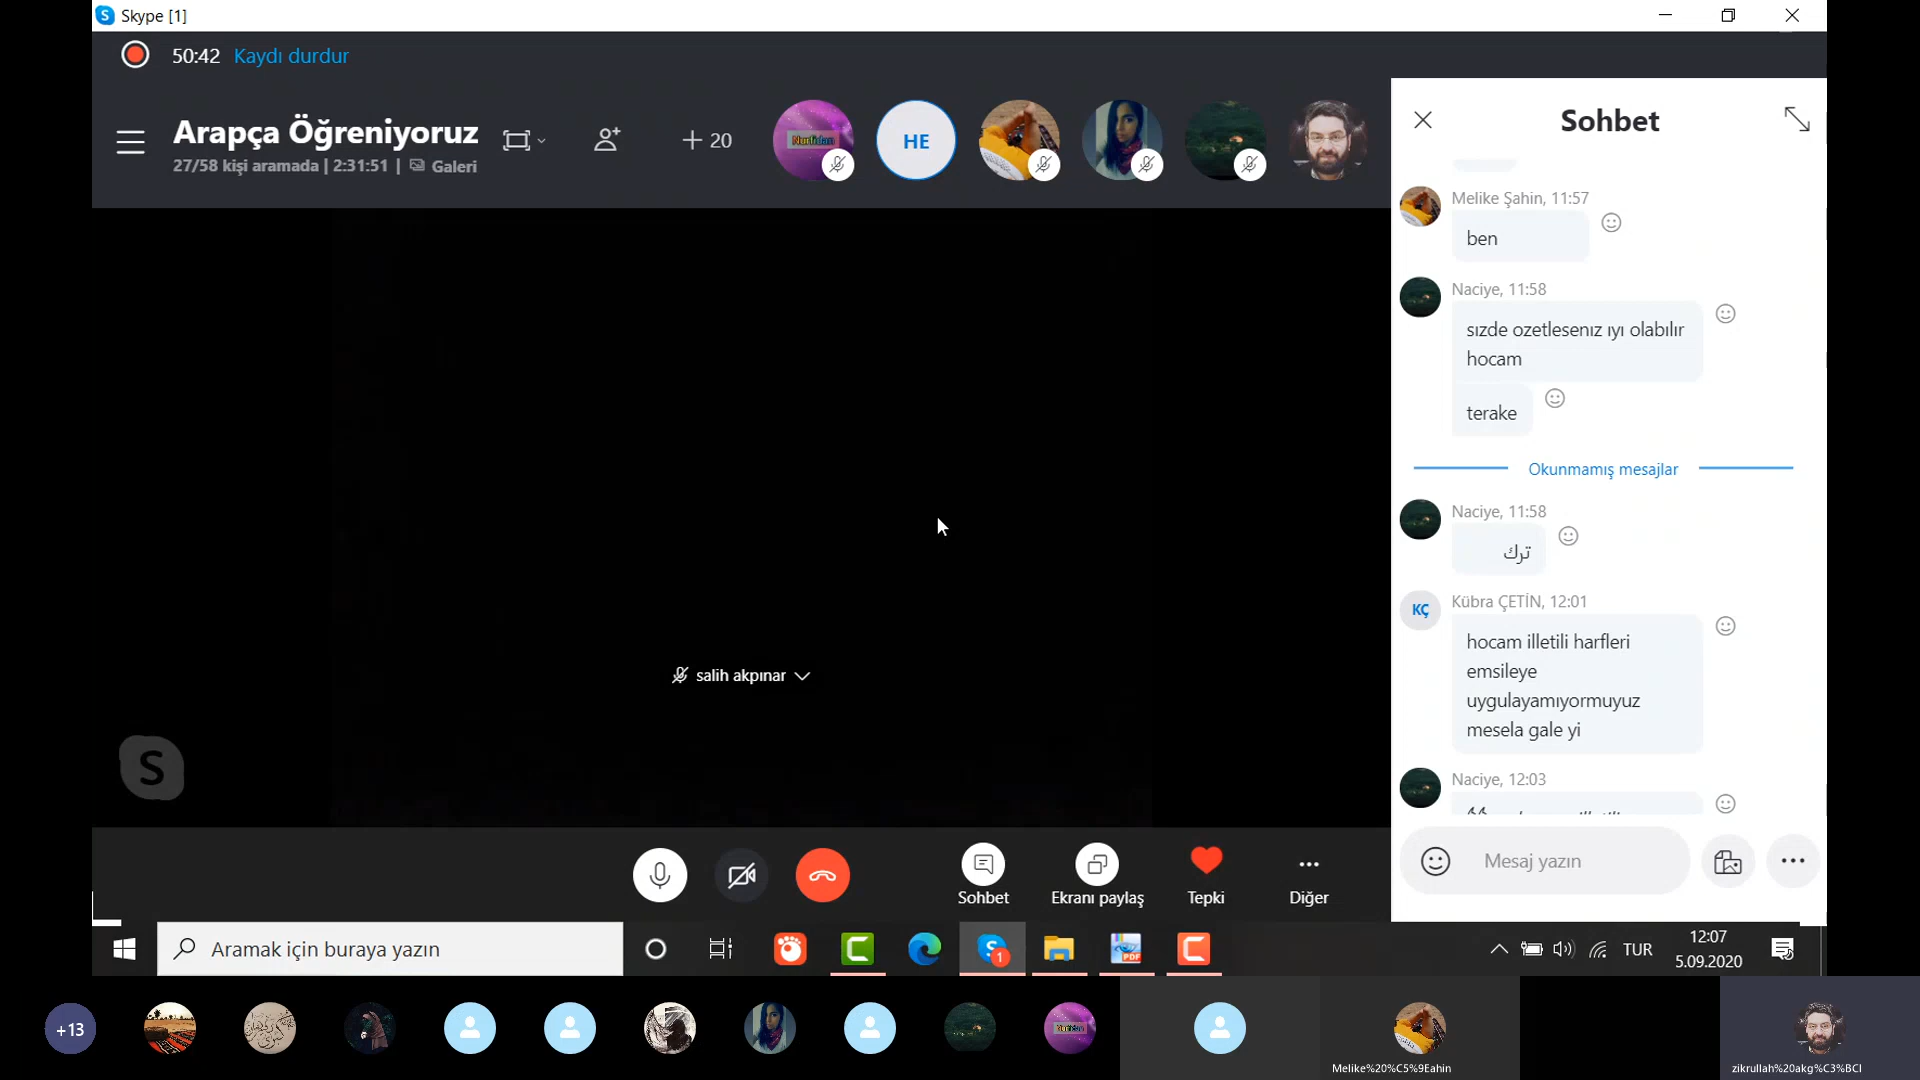 Skype [1]
50:42 Kaydı durdur
Arapça Öğreniyoruz
27/58 kişi aramada | 2:31:51 | Galeri
+ 20
Nurfidan
HE
Sohbet
Melike Şahin, 11:57
ben
Naciye, 11:58
sızde ozetlesenız ıyı olabılır
hocam
terake
Okunmamış mesajlar
Naciye, 11:58
ترك
KÇ
Kübra ÇETİN, 12:01
hocam illetili harfleri
emsileye
uygulayamıyormuyuz
mesela gale yi
Naciye, 12:03
Mesaj yazın
salih akpınar
S
Sohbet
Ekranı paylaş
Tepki
Diğer
Aramak için buraya yazın
1
PDF
TUR
12:07
5.09.2020
+13
Melike%20%C5%9Eahin
zikrullah%20akg%C3%BCl